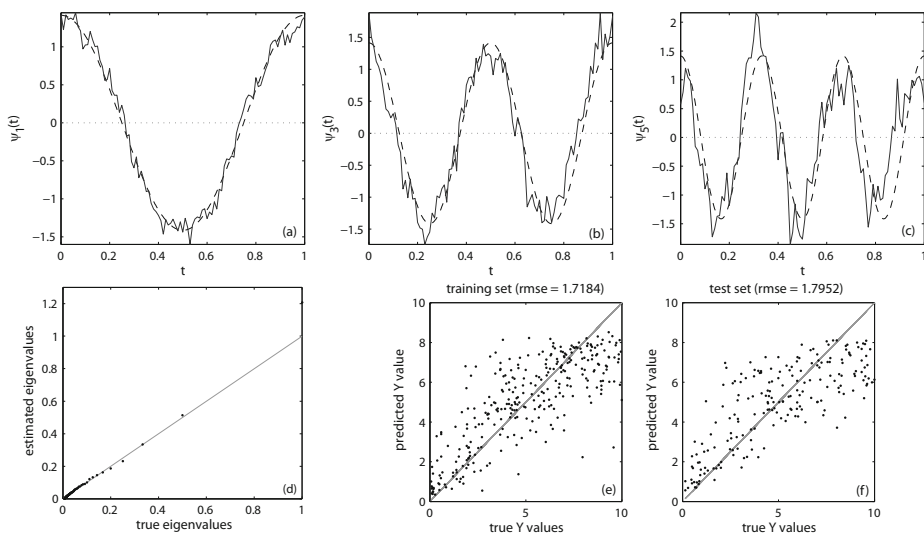 1
0.5
0
−0.5
−1
−1.5
ψ1(t)
0 0.2 0.4 0.6 0.8 1
t
(a)
1.5
1
0.5
0
−0.5
−1
−1.5
ψ3(t)
0 0.2 0.4 0.6 0.8 1
t
(b)
2
1.5
1
0.5
0
−0.5
−1
−1.5
ψ5(t)
0 0.2 0.4 0.6 0.8 1
t
(c)
1.2
1
0.8
0.6
0.4
0.2
0
estimated eigenvalues
0 0.2 0.4 0.6 0.8 1
true eigenvalues
(d)
training set (rmse = 1.7184)
10
8
6
4
2
0
predicted Y value
0 5 10
true Y values
(e)
test set (rmse = 1.7952)
10
8
6
4
2
0
predicted Y value
0 5 10
true Y values
(f)